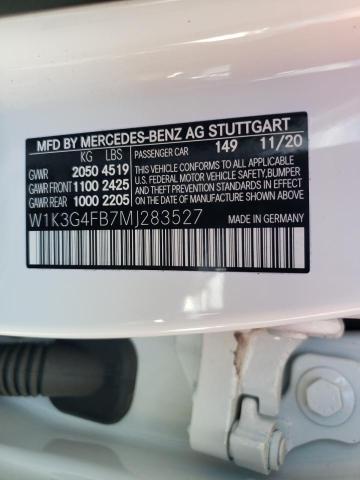 MFD BY MERCEDES-BENZ AG STUTTGART
KG LBS PASSENGER CAR 149 11/20
GVWR 2050 4519
GAWR FRONT 1100 2425
GAWR REAR 1000 2205
THIS VEHICLE CONFORMS TO ALL
APPLICABLE U.S. FEDERAL MOTOR
VEHICLE SAFETY, BUMPER
AND THEFT PREVENTION STANDARDS
IN EFFECT ON THE DATE OF
MANUFACTURE SHOWN ABOVE.
W1K3G4FB7MJ283527 MADE IN GERMANY